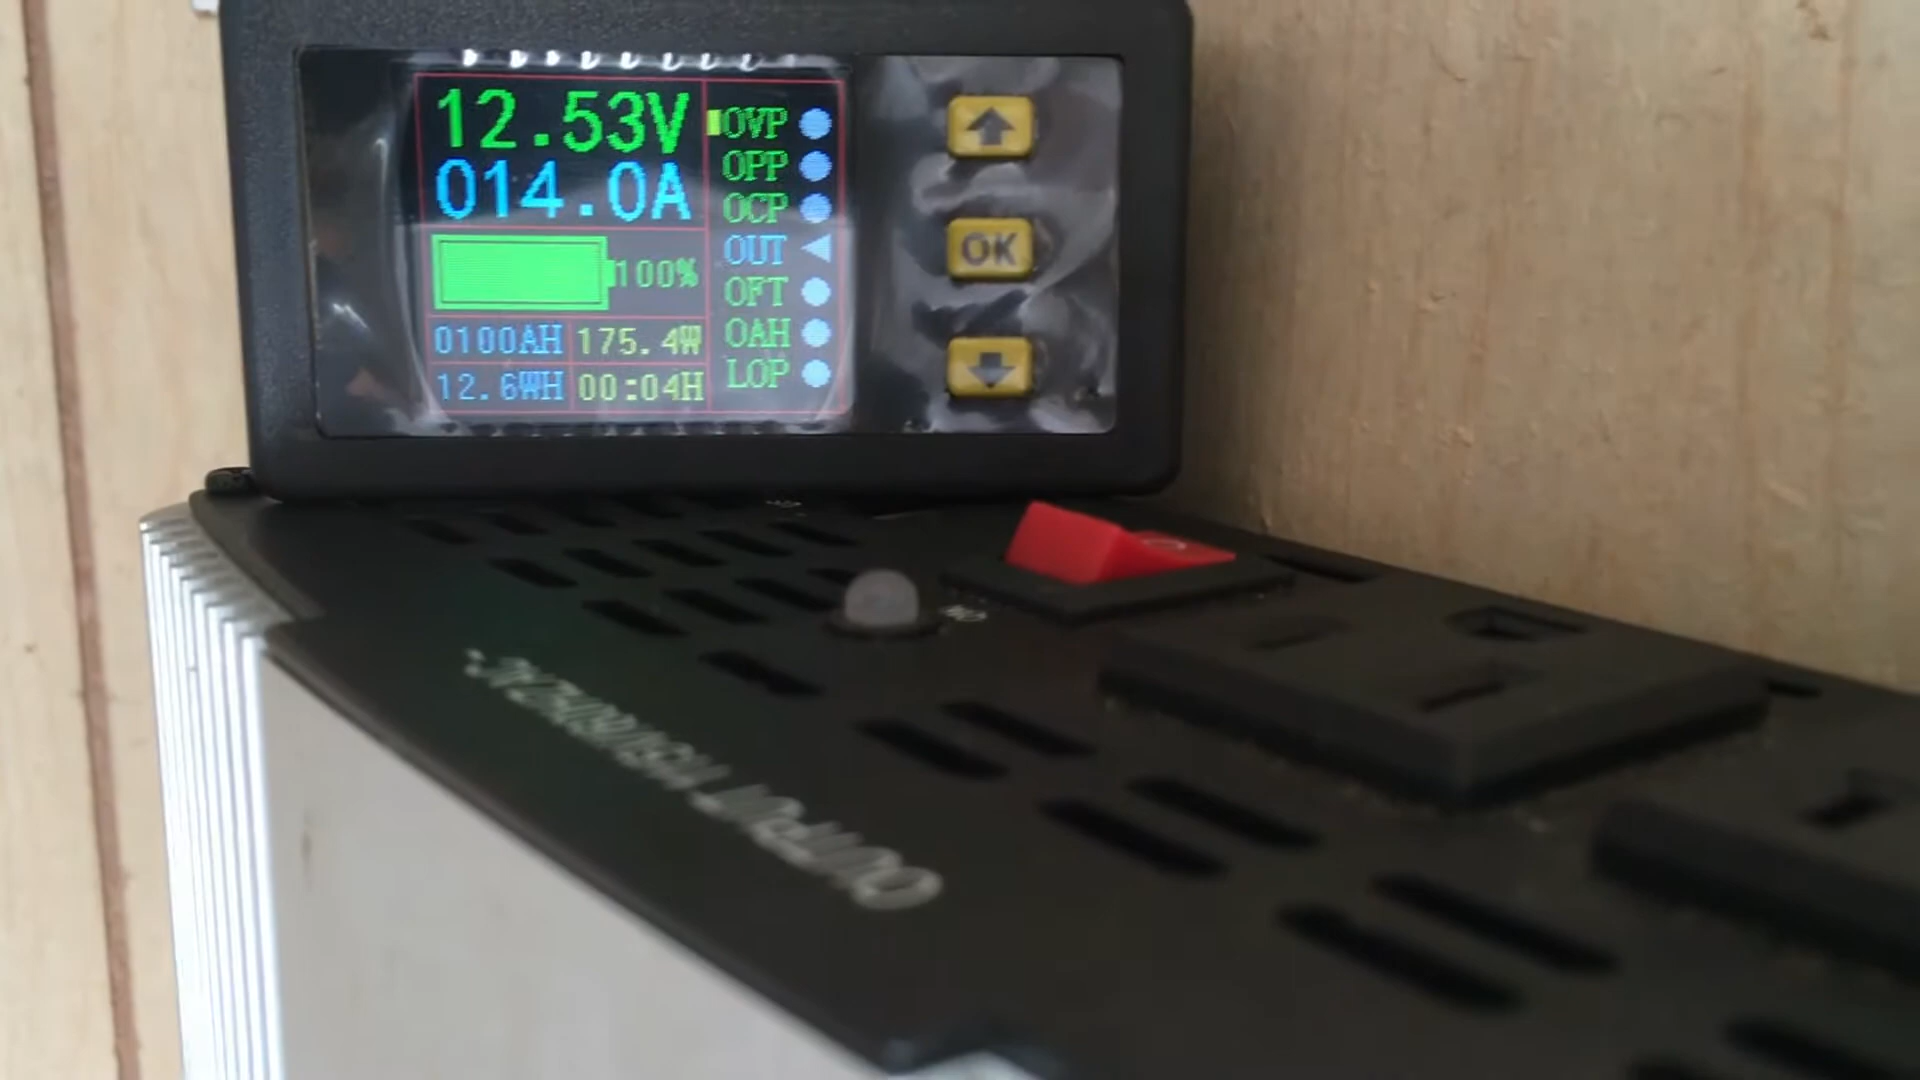 12.53V
014.0A
100%
0100AH 175.4W
12.6WH 00:04H
OVP
OPP
OCP
OUT
OFT
OAH
LOP
OK
OUTPUT